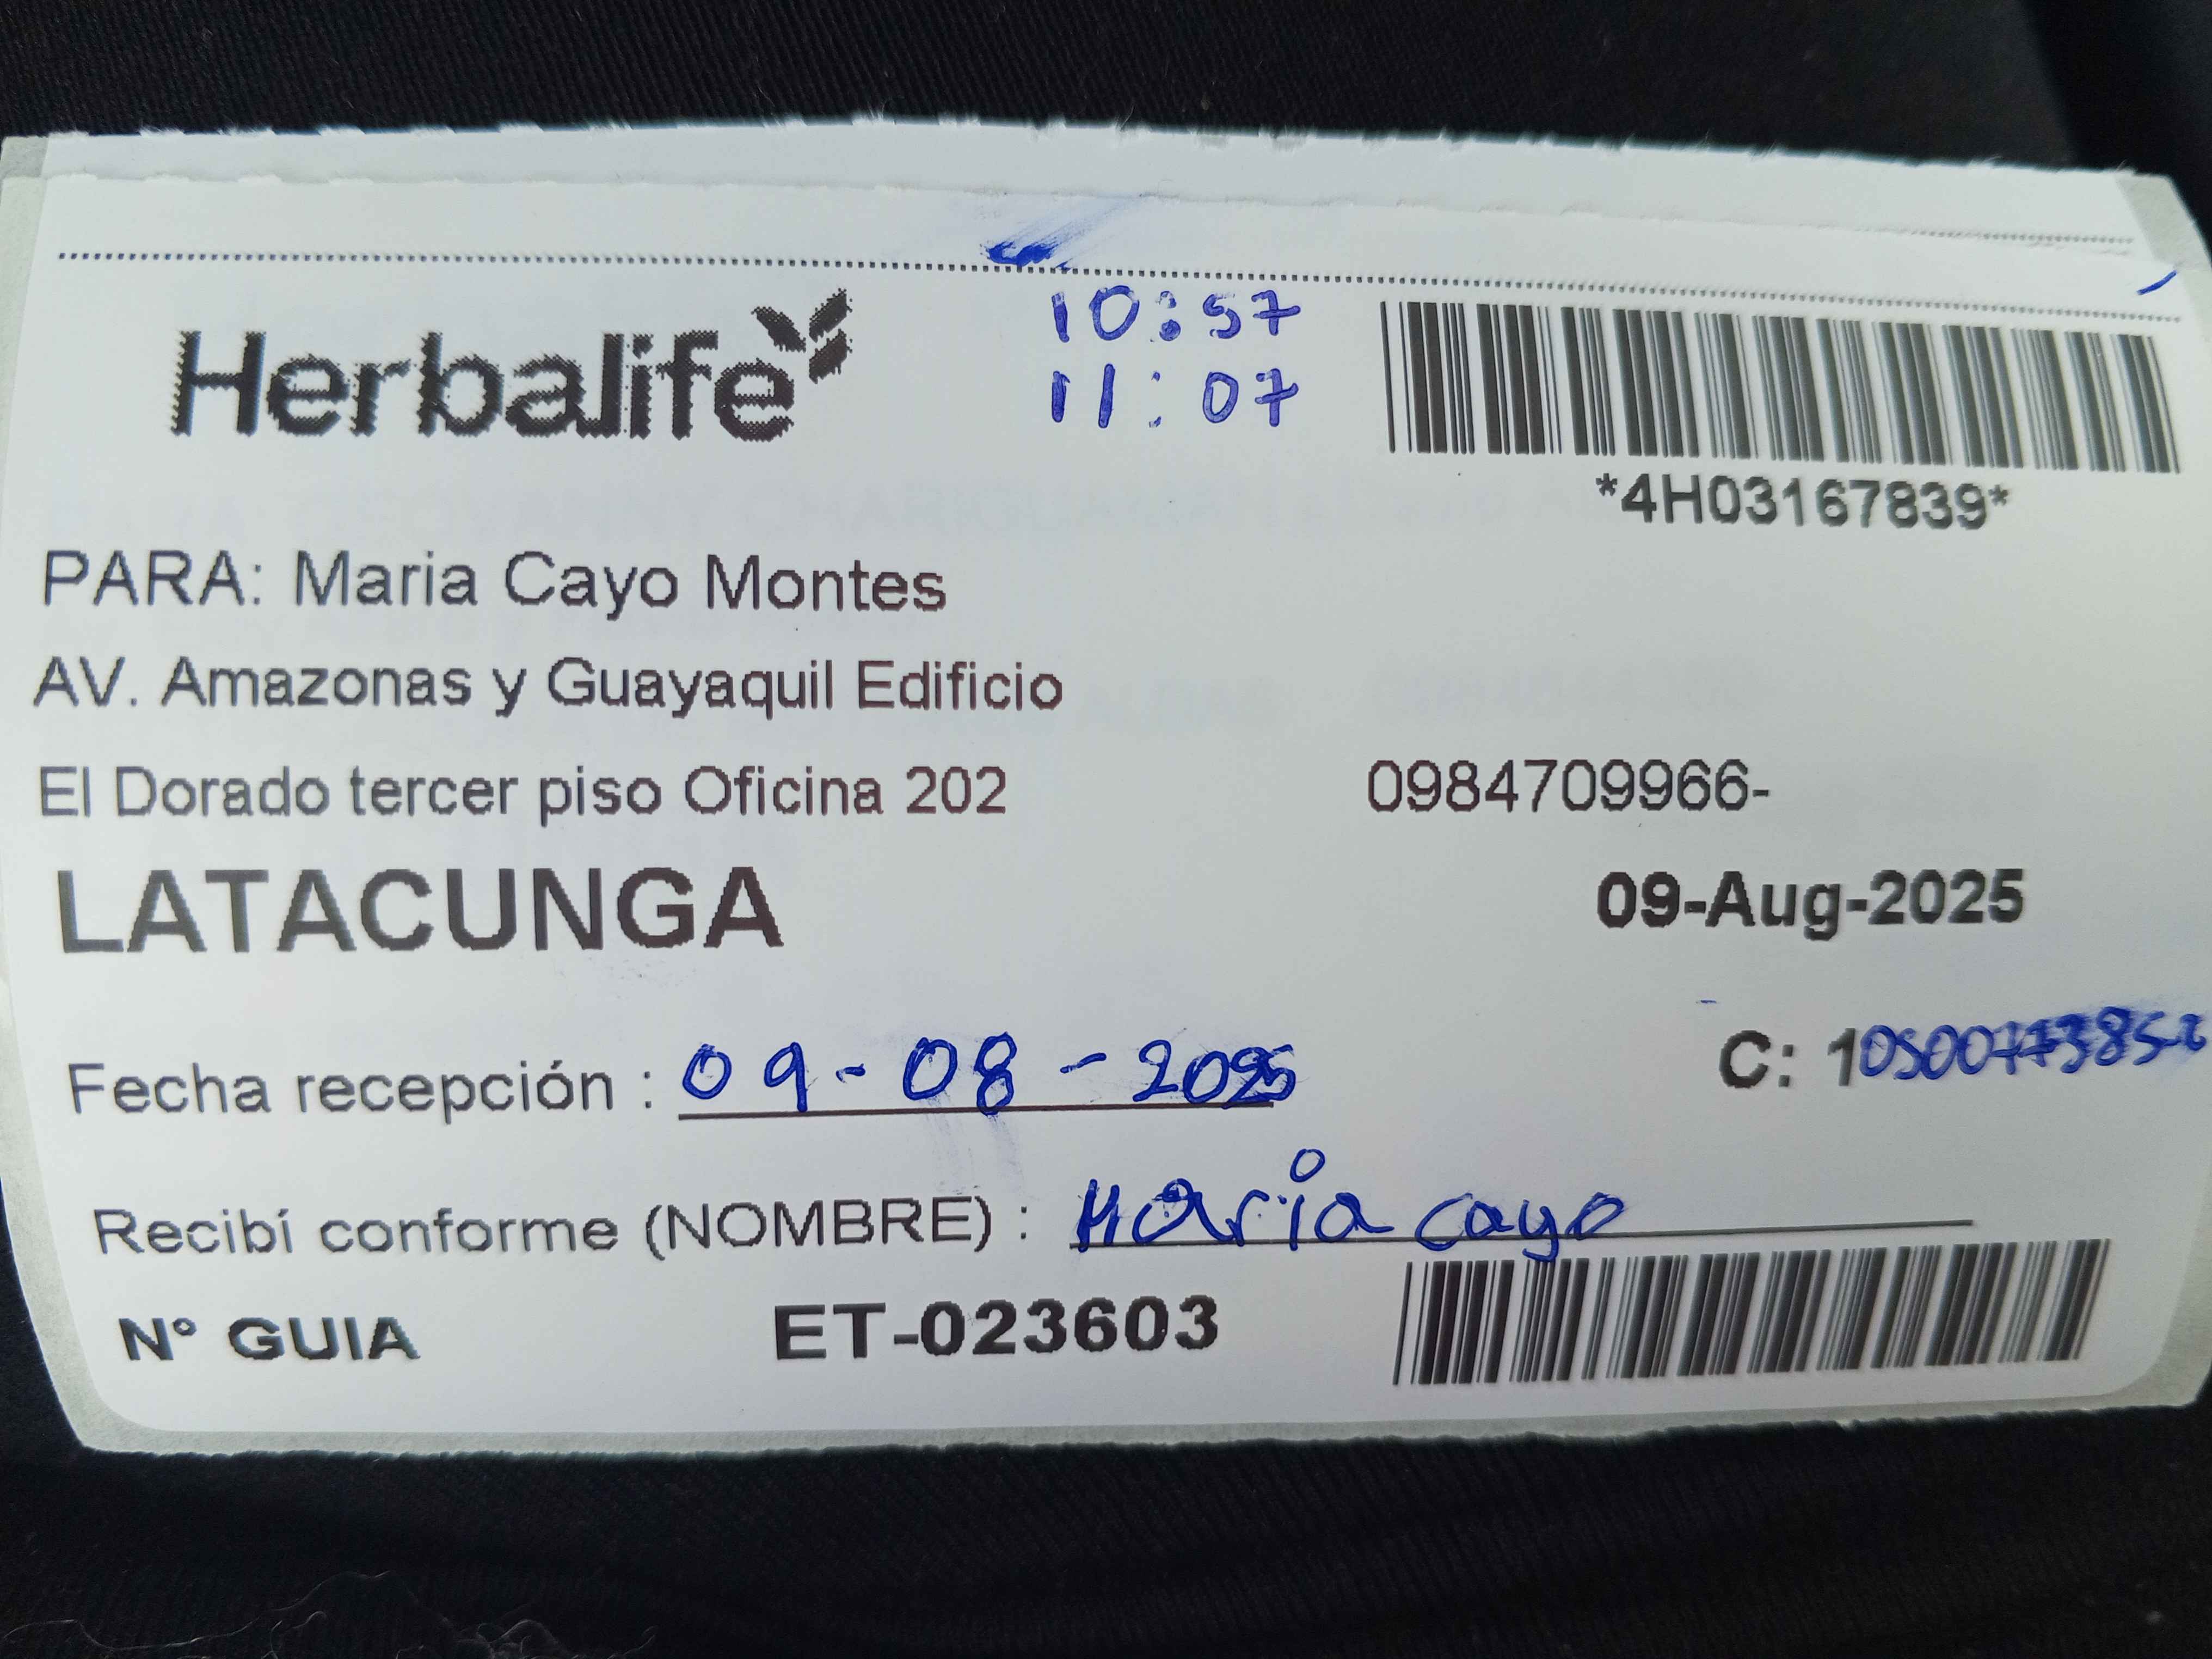 Herbalife
10:57
11:07
*4H03167839*
PARA: Maria Cayo Montes
AV. Amazonas y Guayaquil Edificio
El Dorado tercer piso Oficina 202 0984709966-
LATACUNGA 09-Aug-2025
Fecha recepción : 09-08-2025 C: 1
Recibí conforme (NOMBRE) : Maria Cayo
N° GUIA ET-023603